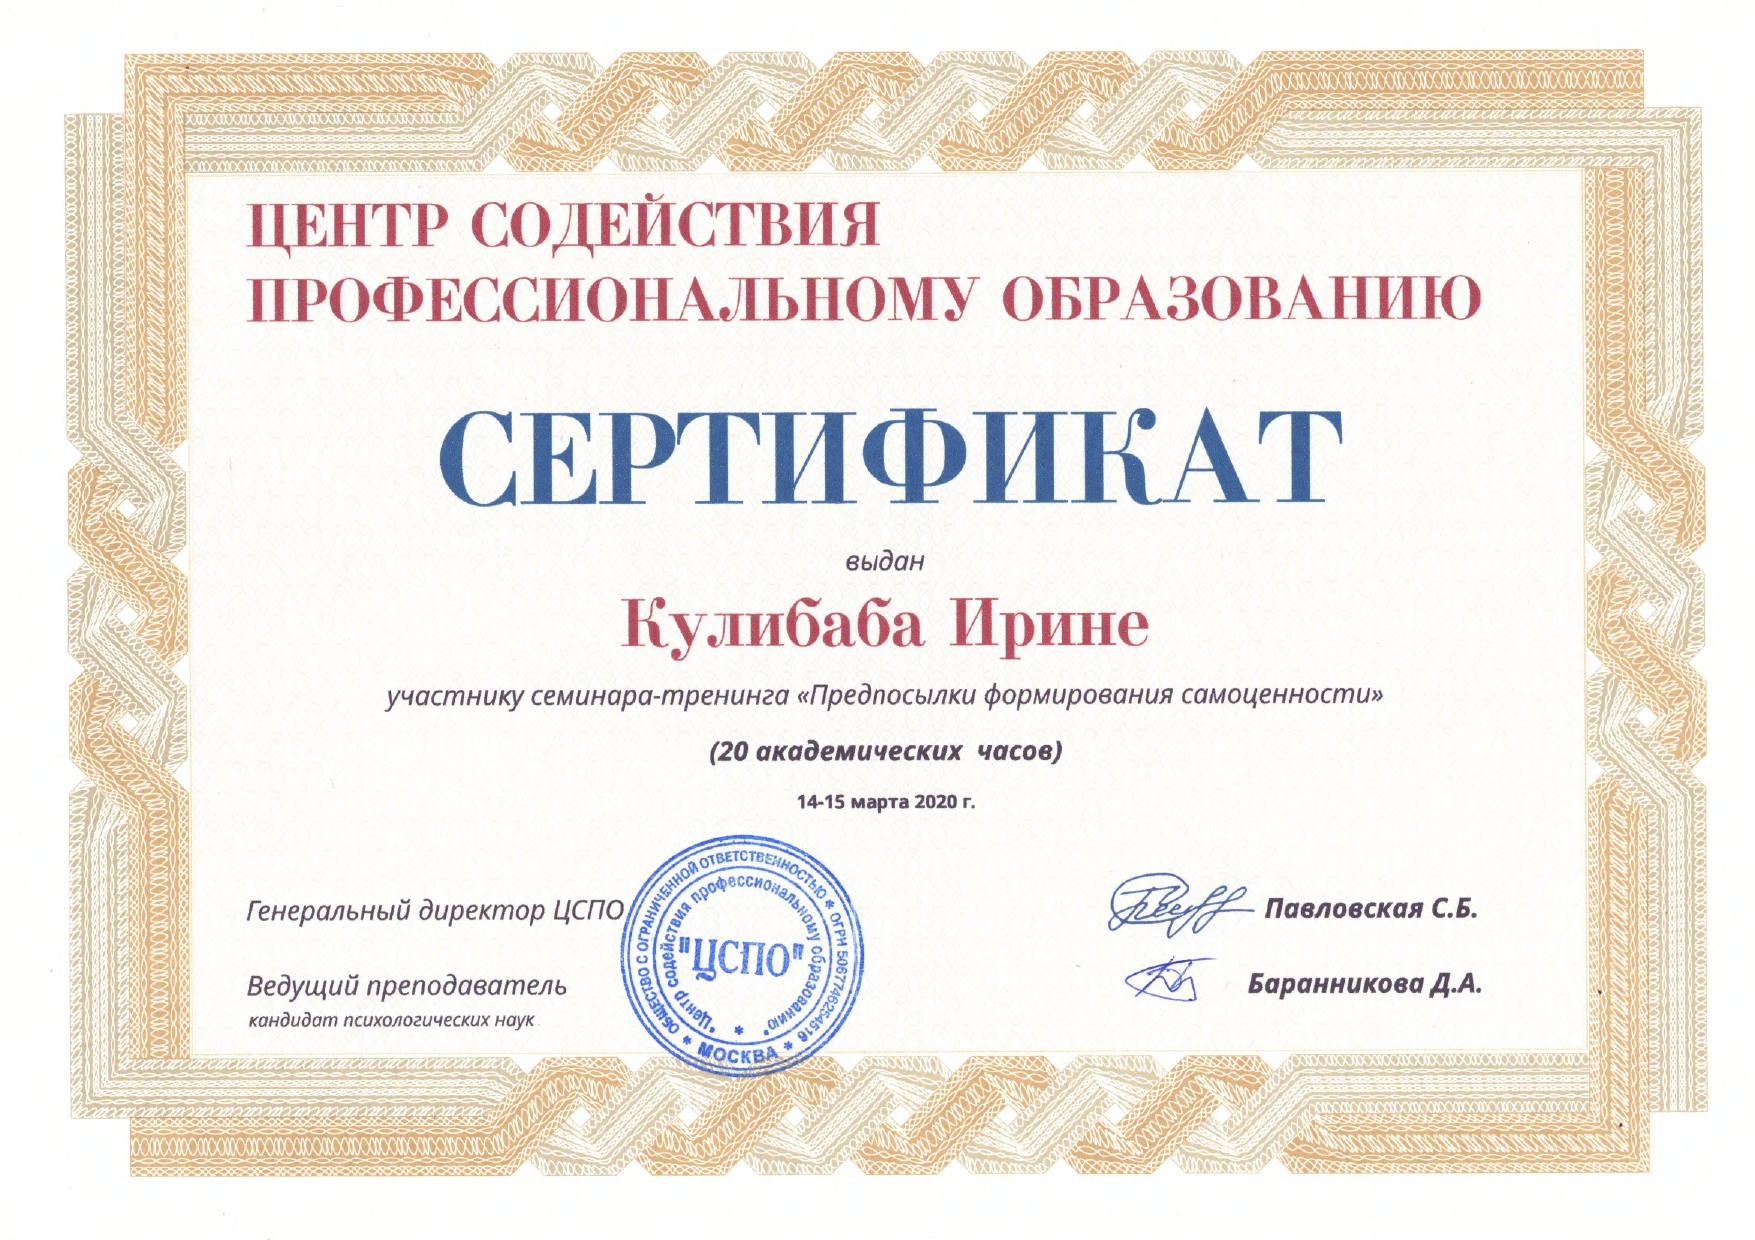 ЦЕНТР СОДЕЙСТВИЯ
ПРОФЕССИОНАЛЬНОМУ ОБРАЗОВАНИЮ
СЕРТИФИКАТ
выдан
Кулибаба Ирине
участнику семинара-тренинга «Предпосылки формирования самоценности»
(20 академических часов)
14-15 марта 2020 г.
Генеральный директор ЦСПО
Павловская С.Б.
Ведущий преподаватель
кандидат психологических наук
Баранникова Д.А.
ОБЩЕСТВО С ОГРАНИЧЕННОЙ ОТВЕТСТВЕННОСТЬЮ * ОГРН 5067746254516
* МОСКВА *
"Центр содействия профессиональному образованию"
*
"ЦСПО"